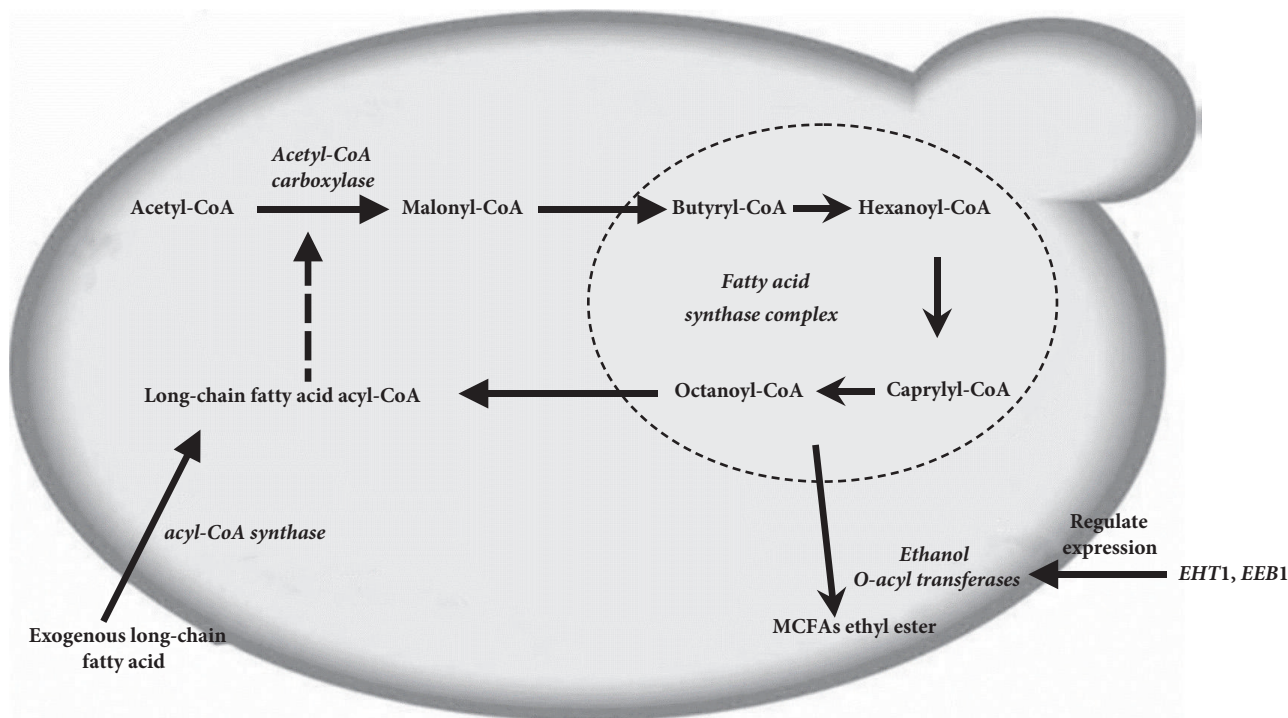 Acetyl-CoA
carboxylase
Acetyl-CoA
Malonyl-CoA
Butyryl-CoA
Hexanoyl-CoA
Fatty acid
synthase complex
Long-chain fatty acid acyl-CoA
Octanoyl-CoA
Caprylyl-CoA
acyl-CoA synthase
Regulate
expression
Ethanol
O-acyl transferases
EHT1, EEB1
Exogenous long-chain
fatty acid
MCFAs ethyl ester